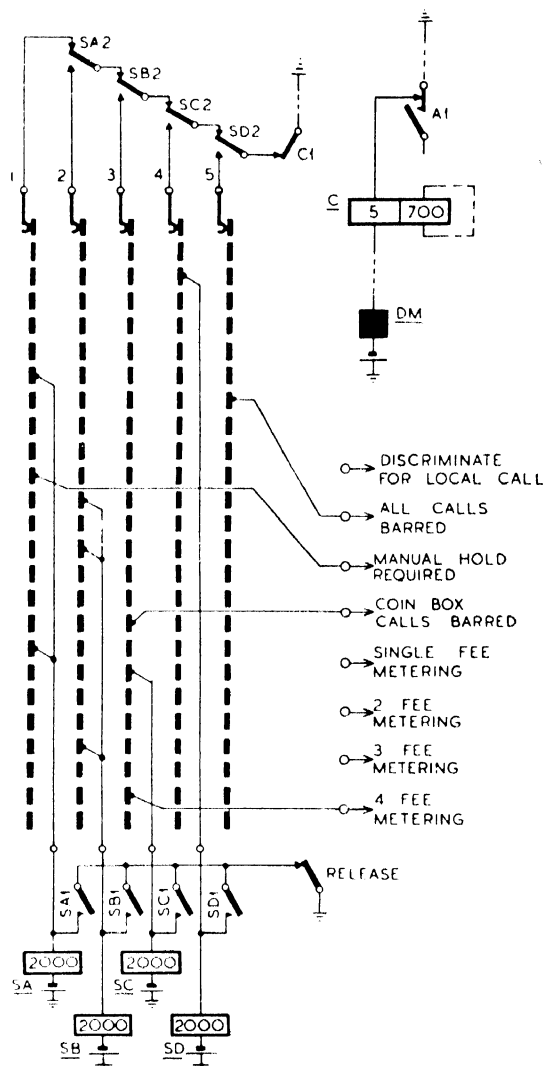 SA2
SB2
SC2
SD2
C1
A1
1
2
3
4
5
C
5
700
DM
DISCRIMINATE
FOR LOCAL CALL
ALL CALLS
BARRED
MANUAL HOLD
REQUIRED
COIN BOX
CALLS BARRED
SINGLE FEE
METERING
2 FEE
METERING
3 FEE
METERING
4 FEE
METERING
RELEASE
SA1
SB1
SC1
SD1
2000
SA
2000
SC
2000
SB
2000
SD